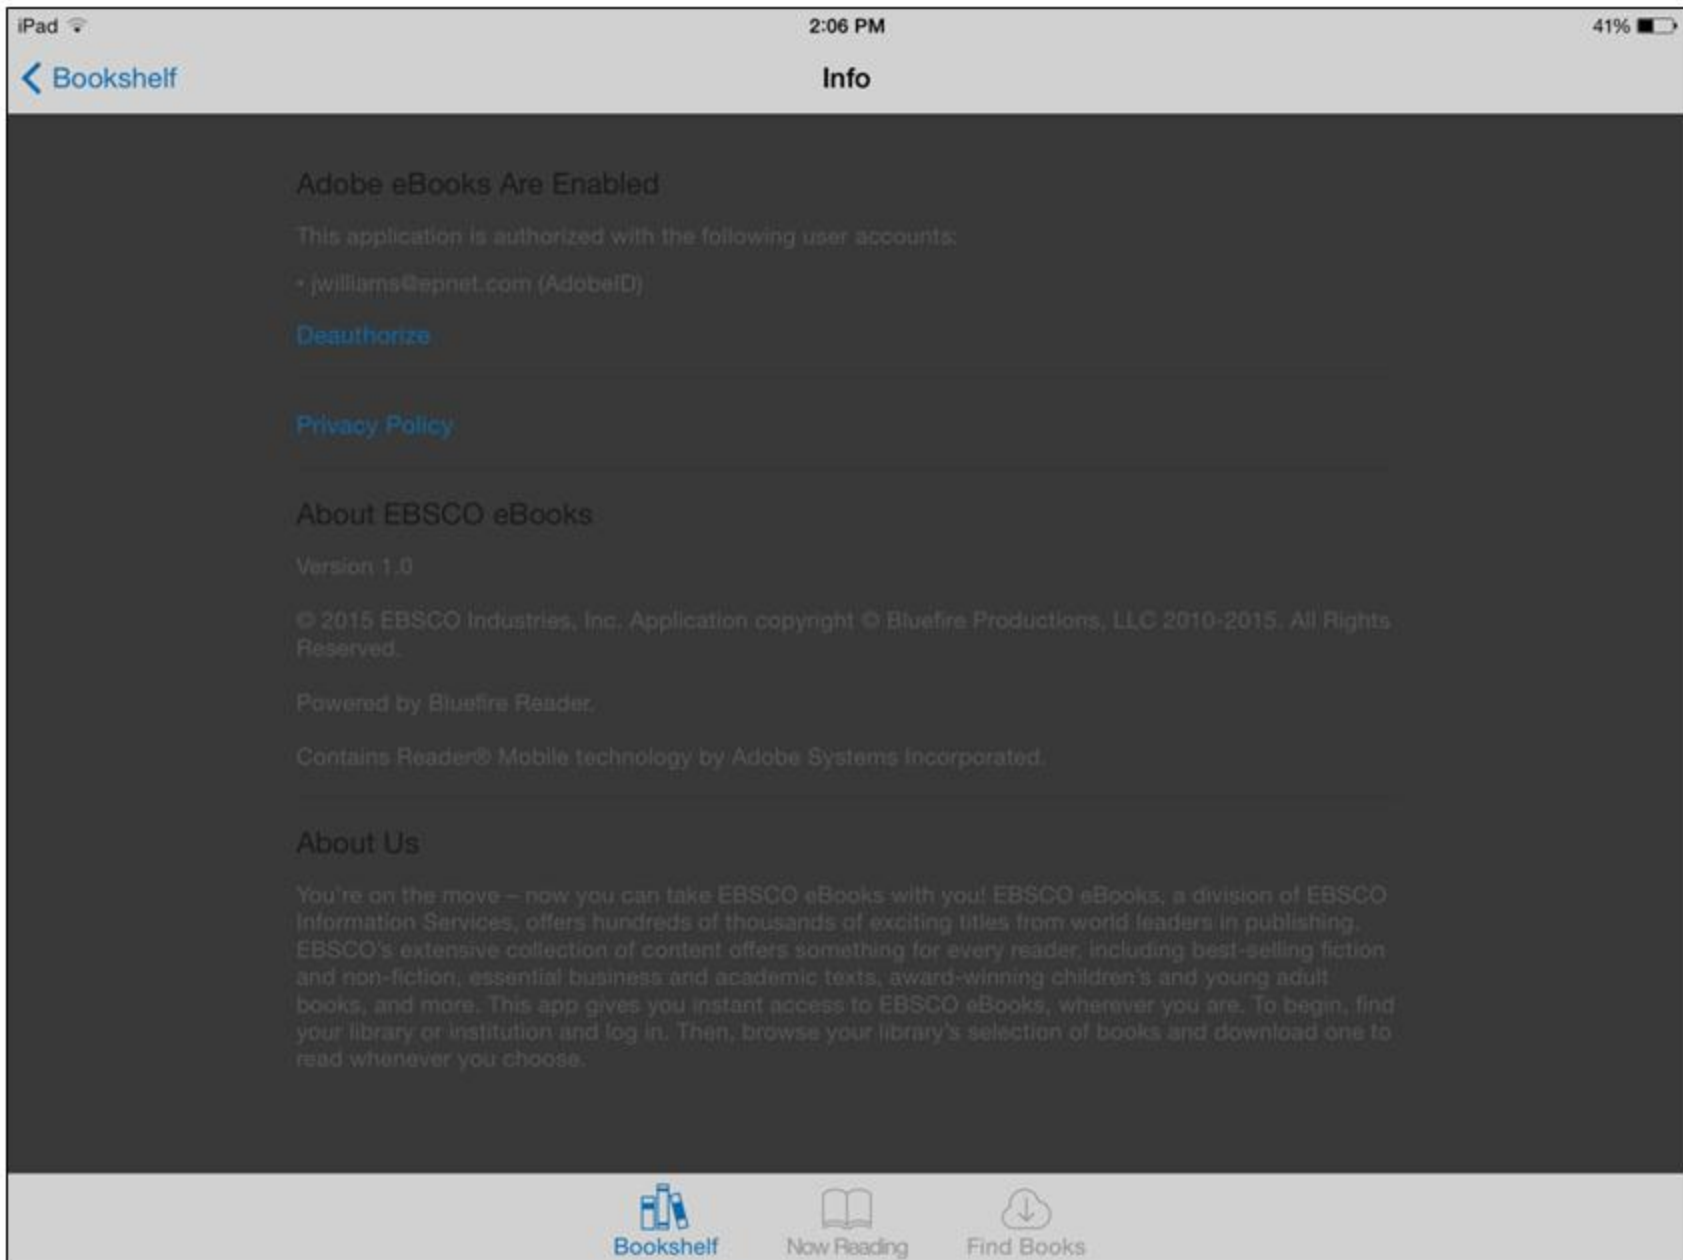 iPad 2:06 PM 41%
Bookshelf Info
Adobe eBooks Are Enabled
This application is authorized with the following user accounts:
• jwilliams@epnet.com (AdobeID)
Deauthorize
Privacy Policy
About EBSCO eBooks
Version 1.0
© 2015 EBSCO Industries, Inc. Application copyright © Bluefire Productions, LLC 2010-2015. All Rights
Reserved.
Powered by Bluefire Reader.
Contains Reader® Mobile technology by Adobe Systems Incorporated.
About Us
You're on the move – now you can take EBSCO eBooks with you! EBSCO eBooks, a division of EBSCO
Information Services, offers hundreds of thousands of exciting titles from world leaders in publishing.
EBSCO's extensive collection of content offers something for every reader, including best-selling fiction
and non-fiction, essential business and academic texts, award-winning children's and young adult
books, and more. This app gives you instant access to EBSCO eBooks, wherever you are. To begin, find
your library or institution and log in. Then, browse your library's selection of books and download one to
read whenever you choose.
Bookshelf Now Reading Find Books